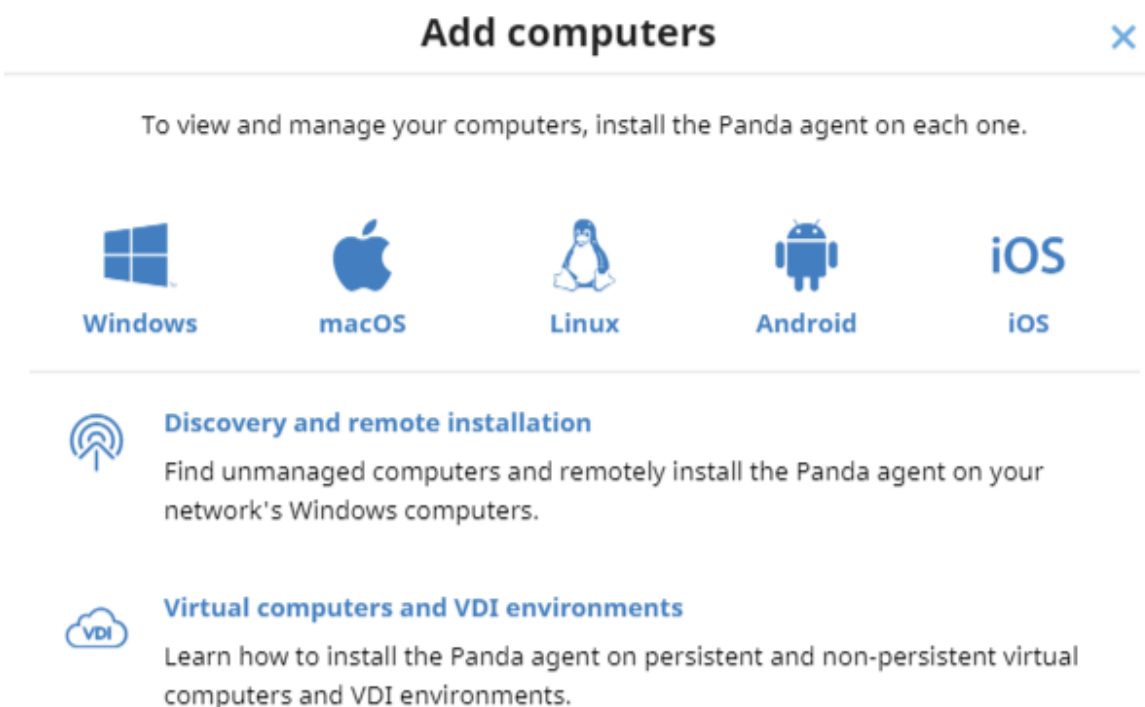 Add computers
To view and manage your computers, install the Panda agent on each one.
iOS
Windows macOS Linux Android iOS
Discovery and remote installation
Find unmanaged computers and remotely install the Panda agent on your
network's Windows computers.
VDI
Virtual computers and VDI environments
Learn how to install the Panda agent on persistent and non-persistent virtual
computers and VDI environments.